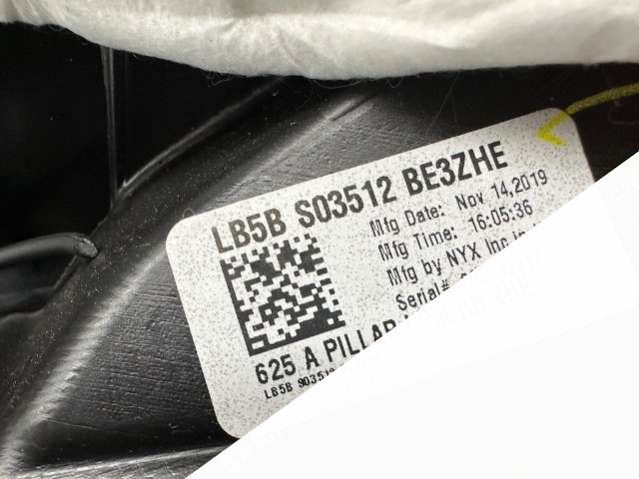 LB5B S03512 BE3ZHE
Mfg Date: Nov 14,2019
Mfg Time: 16:05:36
Mfg by NYX Inc in
Serial#
625 A PILLAR
LB5B